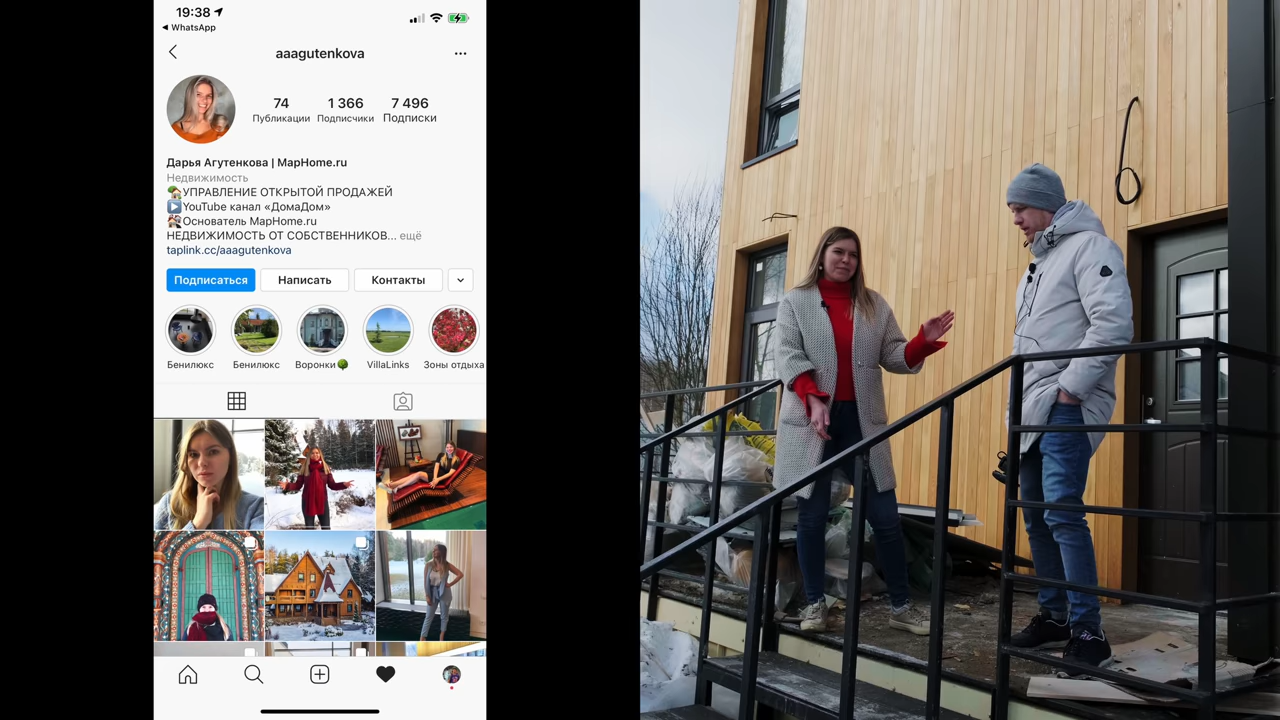 19:38
◀ WhatsApp
aaagutenkova
74 1 366 7 496
Публикации Подписчики Подписки
Дарья Агутенкова | MapHome.ru
Недвижимость
УПРАВЛЕНИЕ ОТКРЫТОЙ ПРОДАЖЕЙ
YouTube канал «ДомаДом»
Основатель MapHome.ru
НЕДВИЖИМОСТЬ ОТ СОБСТВЕННИКОВ... ещё
taplink.cc/aaagutenkova
Подписаться Написать Контакты
Бенилюкс Бенилюкс Воронки VillaLinks Зоны отдыха